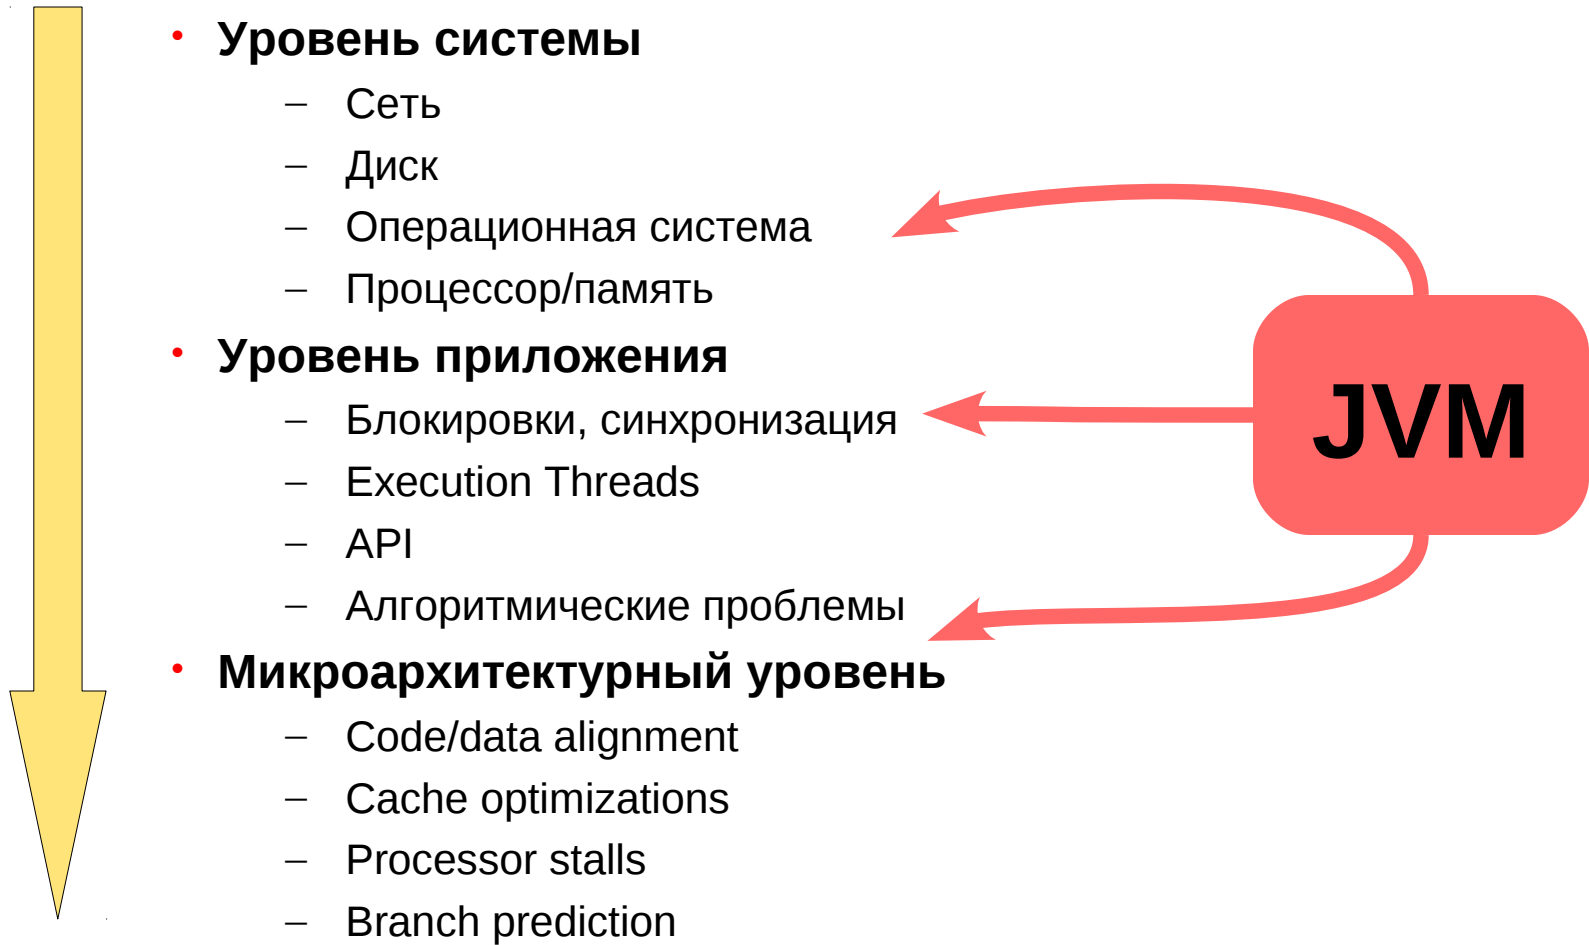 • Уровень системы
– Сеть
– Диск
– Операционная система
– Процессор/память
• Уровень приложения
– Блокировки, синхронизация
– Execution Threads
– API
– Алгоритмические проблемы
• Микроархитектурный уровень
– Code/data alignment
– Cache optimizations
– Processor stalls
– Branch prediction
JVM